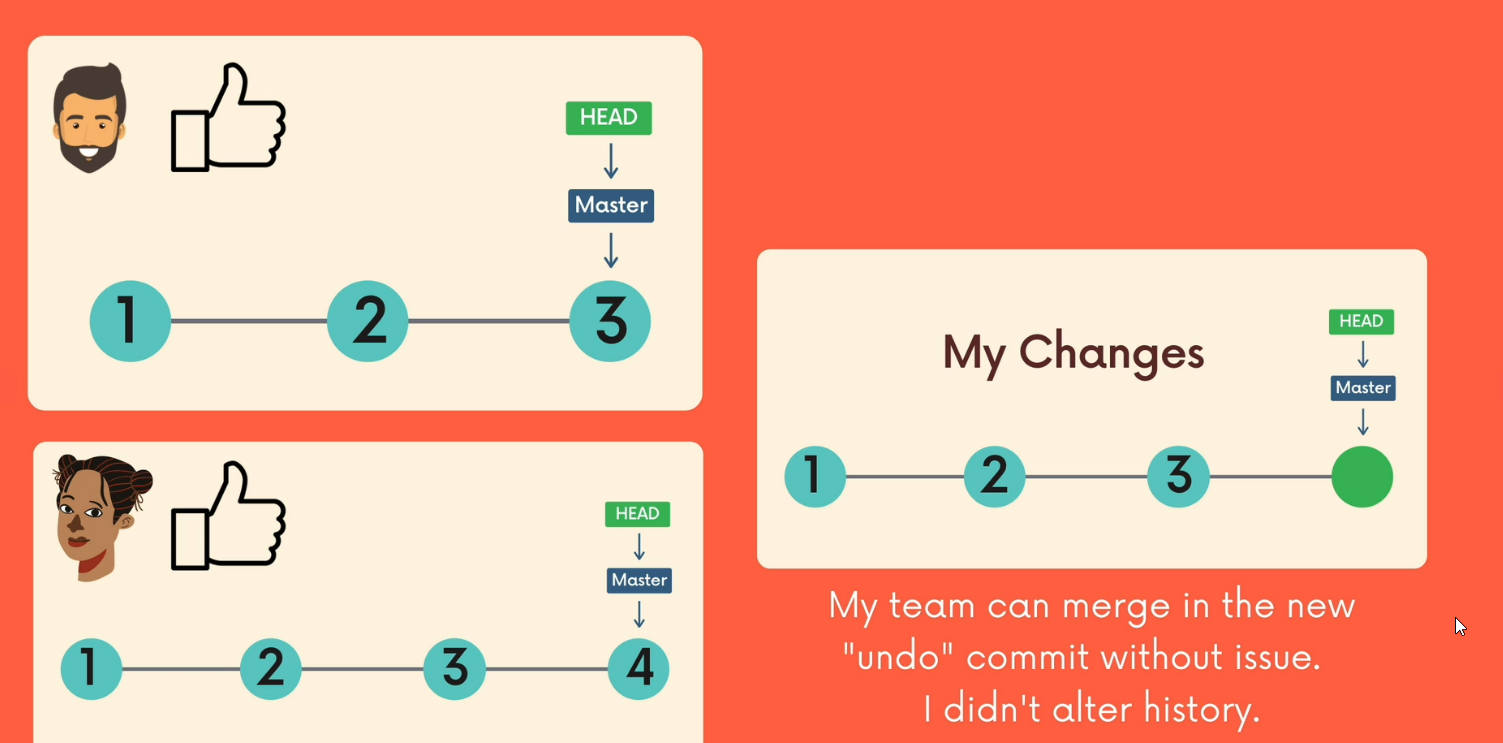 HEAD
Master
1 2 3
HEAD
Master
1 2 3 4
My Changes
HEAD
Master
1 2 3
My team can merge in the new
"undo" commit without issue.
I didn't alter history.